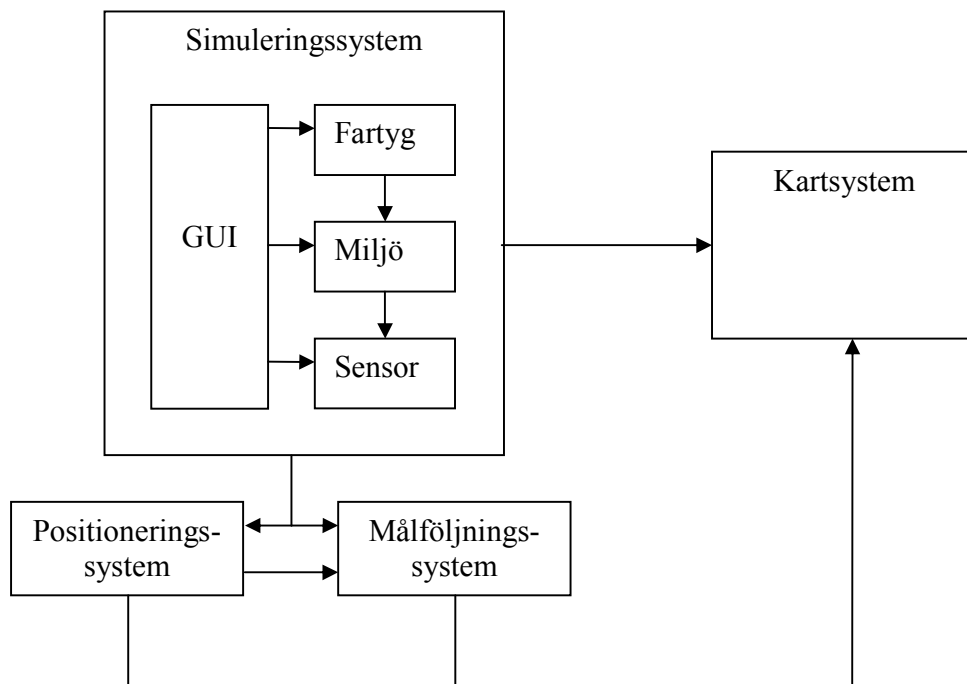 Simuleringssystem
Fartyg
Kartsystem
GUI
Miljö
Sensor
Positionerings-
system
Målföljnings-
system